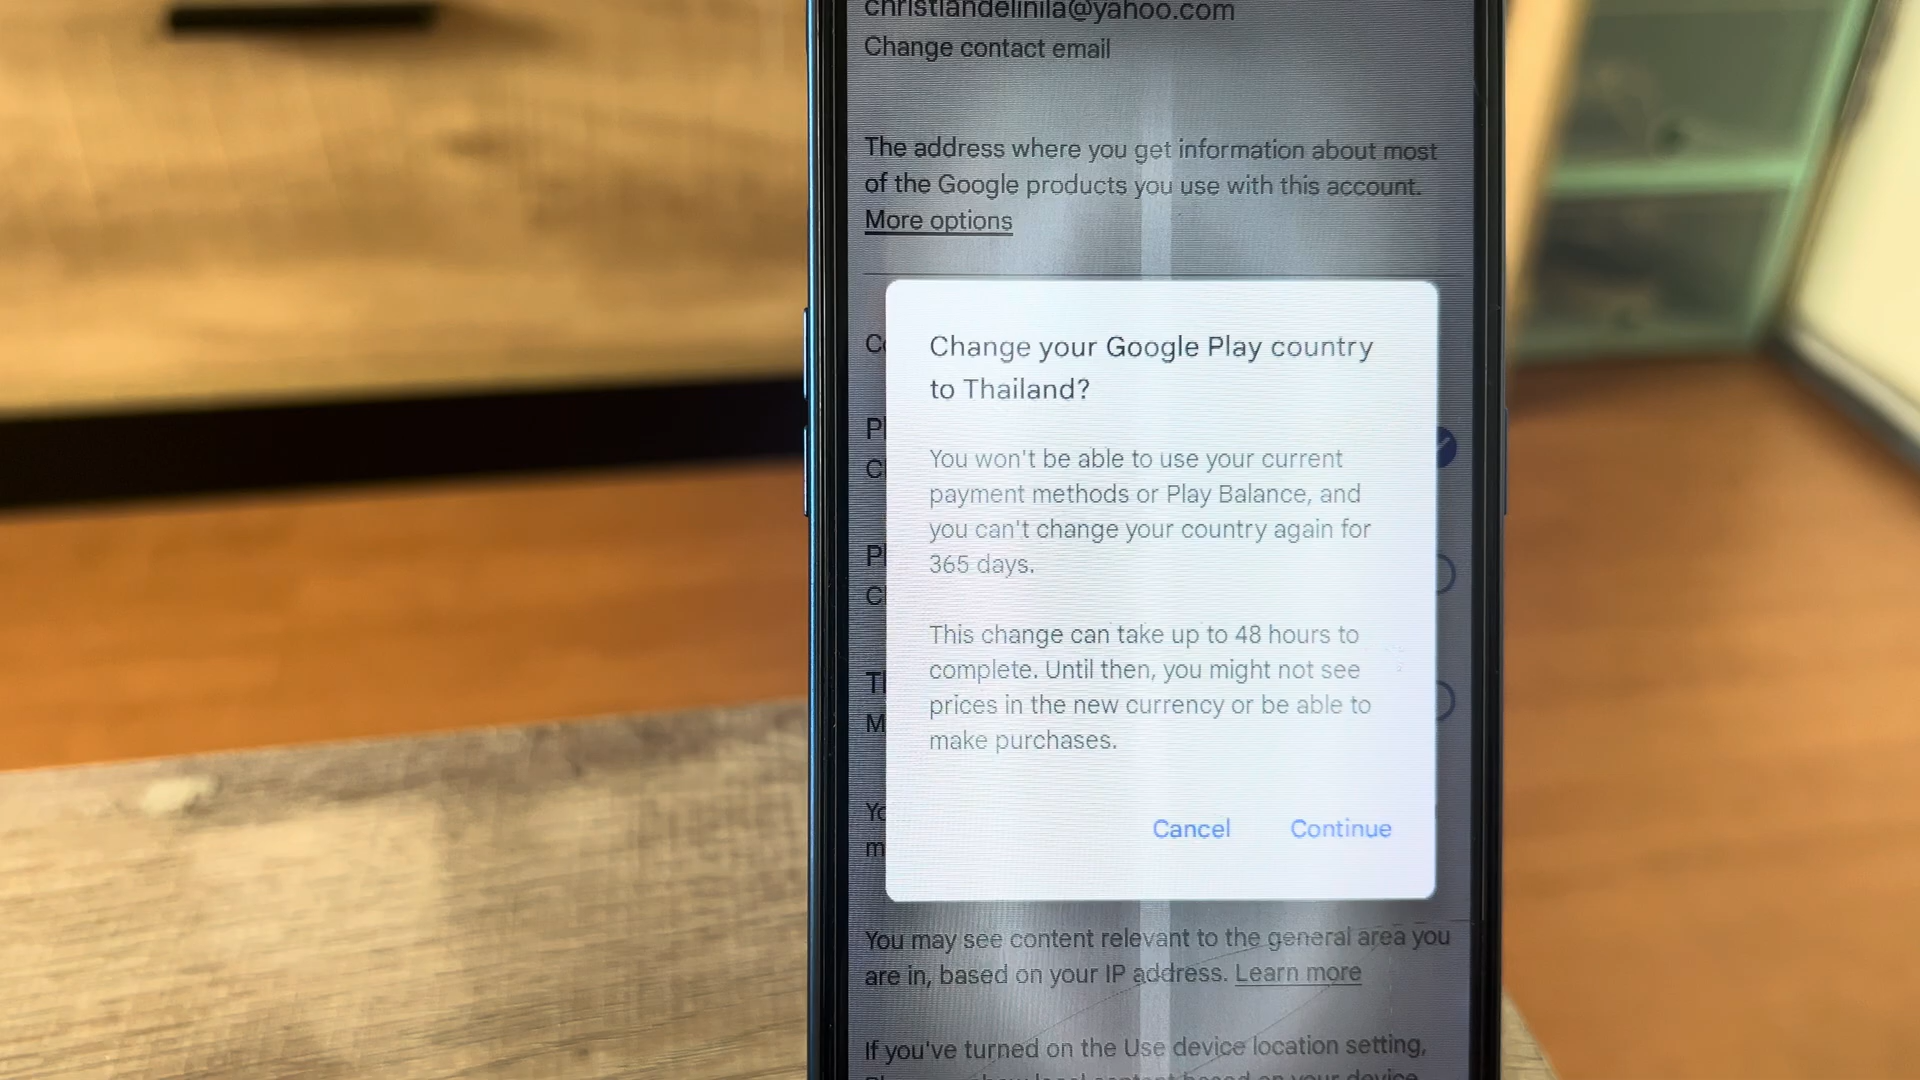 christiandelinila@yahoo.com
Change contact email
The address where you get information about most
of the Google products you use with this account.
More options
Change your Google Play country
to Thailand?
You won't be able to use your current
payment methods or Play Balance, and
you can't change your country again for
365 days.
This change can take up to 48 hours to
complete. Until then, you might not see
prices in the new currency or be able to
make purchases.
Cancel Continue
You may see content relevant to the general area you
are in, based on your IP address. Learn more
If you've turned on the Use device location setting,